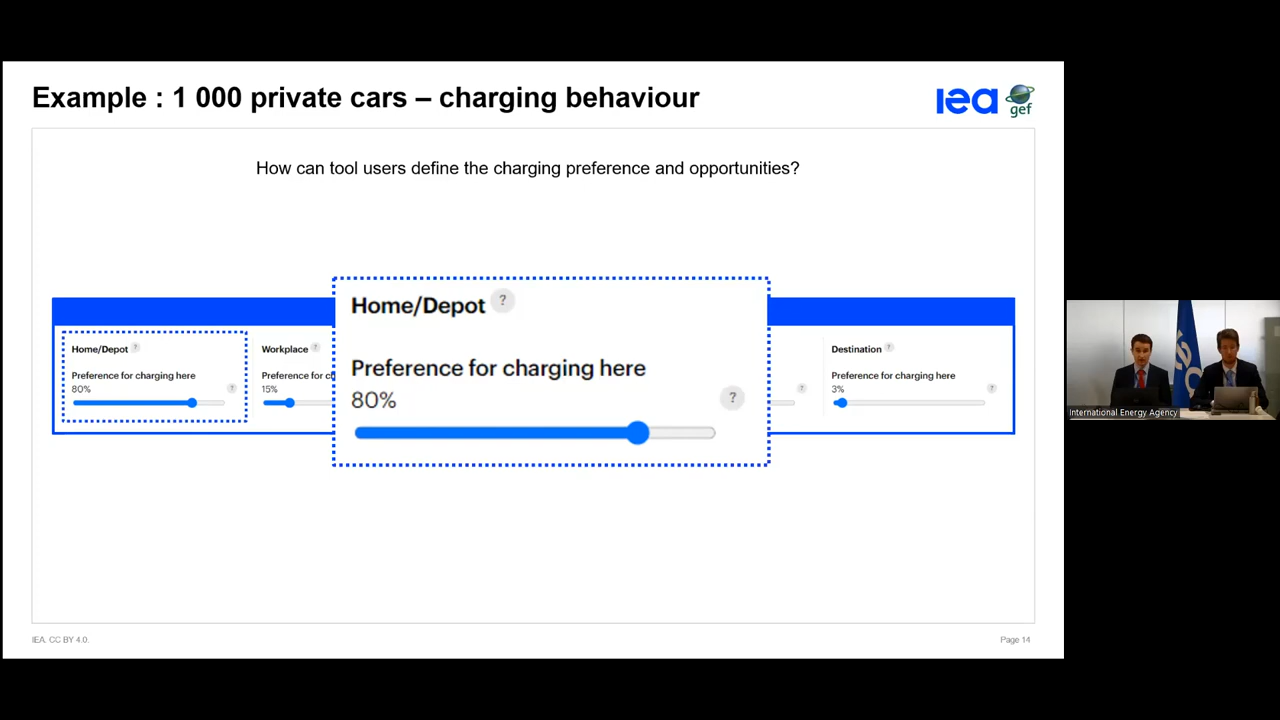 Example : 1 000 private cars – charging behaviour
iea
gef
How can tool users define the charging preference and opportunities?
Home/Depot ?
Preference for charging here
80%
?
Workplace ?
Preference for
15%
Home/Depot ?
Preference for charging here
80%
?
?
Destination ?
Preference for charging here
3%
?
IEA. CC BY 4.0.
Page 14
International Energy Agency